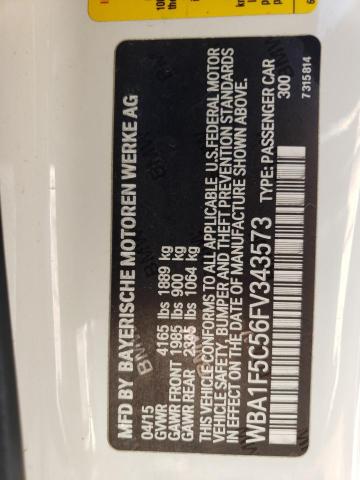 MFD BY BAYERISCHE MOTOREN WERKE AG
04/15
GVWR 4165 lbs 1889 kg
GAWR FRONT 1985 lbs 900 kg
GAWR REAR 2345 lbs 1064 kg
THIS VEHICLE CONFORMS TO ALL APPLICABLE U.S.FEDERAL MOTOR
VEHICLE SAFETY, BUMPER AND THEFT PREVENTION STANDARDS
IN EFFECT ON THE DATE OF MANUFACTURE SHOWN ABOVE.
WBA1F5C56FV343573 TYPE: PASSENGER CAR
300
7315814